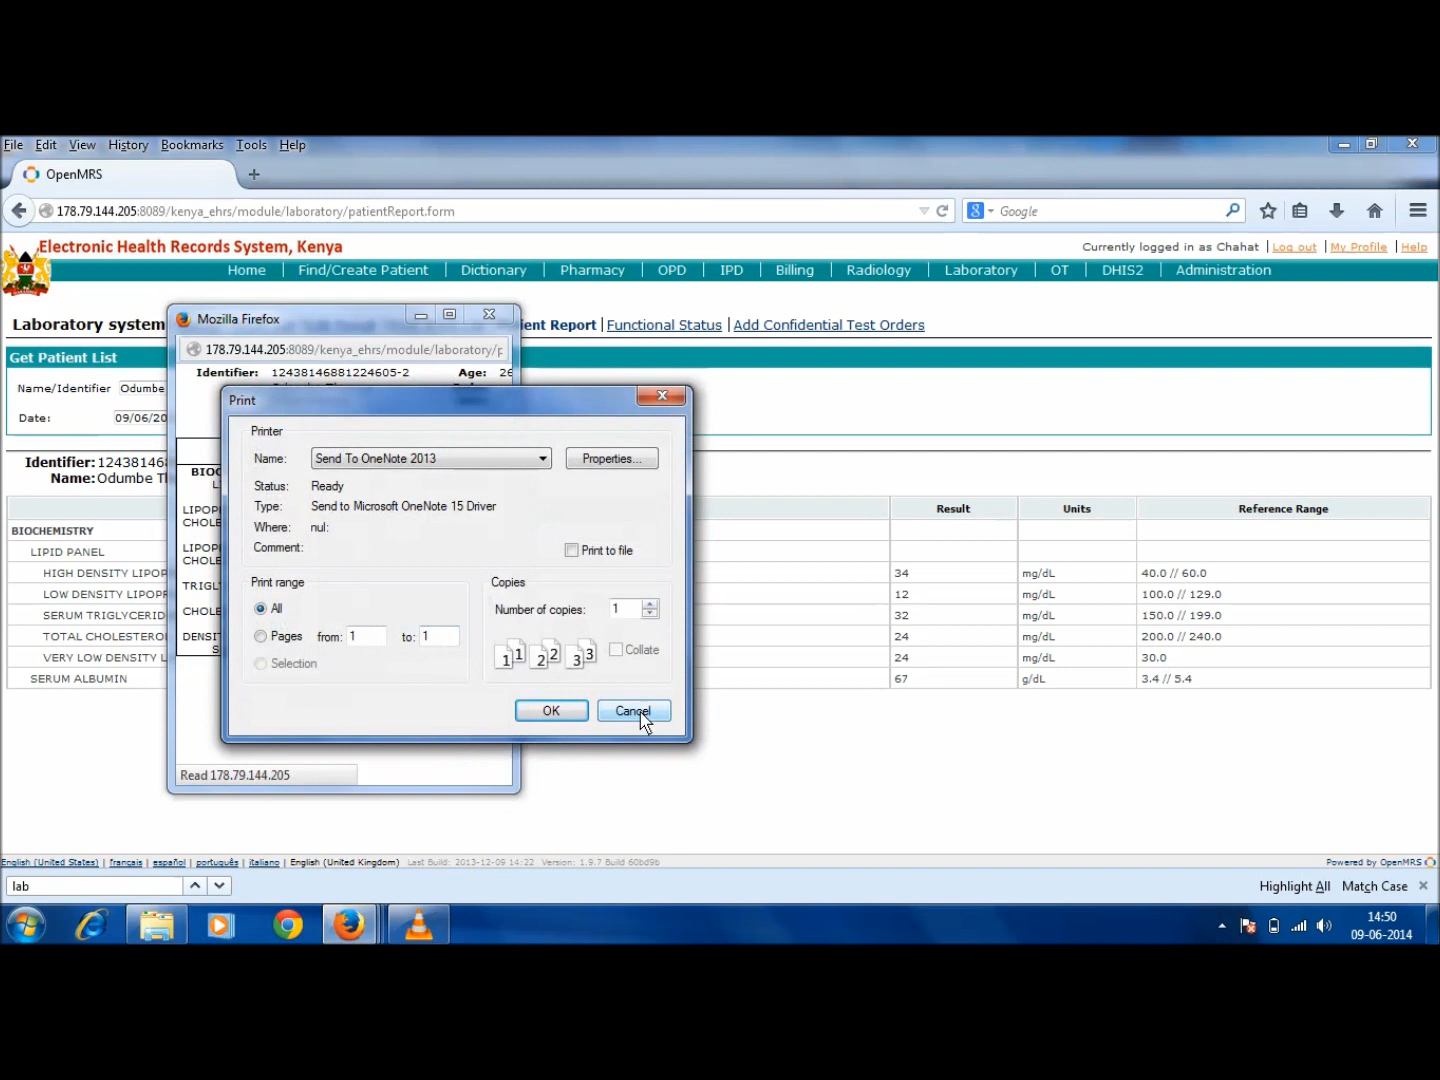 File Edit View History Bookmarks Tools Help
OpenMRS
178.79.144.205:8089/kenya_ehrs/module/laboratory/patientReport.form
Google
Electronic Health Records System, Kenya
Currently logged in as Chahat | Log out | My Profile | Help
Home | Find/Create Patient | Dictionary | Pharmacy | OPD | IPD | Billing | Radiology | Laboratory | OT | DHIS2 | Administration
Laboratory system
ent Report | Functional Status | Add Confidential Test Orders
Get Patient List
Name/Identifier Odumbe
Date: 09/06/20
Mozilla Firefox
178.79.144.205:8089/kenya_ehrs/module/laboratory/p
Identifier: 12438146881224605-2 Age: 26
Identifier: 1243814688
Name: Odumbe Th
BIOC
LIPOPR
CHOLE
LIPOPR
CHOLE
TRIGLY
CHOLE
DENSIT
S
Read 178.79.144.205
Print
Printer
Name: Send To OneNote 2013 Properties...
Status: Ready
Type: Send to Microsoft OneNote 15 Driver
Where: nul:
Comment:
Print to file
Print range
All
Pages from: 1 to: 1
Selection
Copies
Number of copies: 1
1 1 2 2 3 3 Collate
OK Cancel
Result Units Reference Range
BIOCHEMISTRY
LIPID PANEL
HIGH DENSITY LIPOP 34 mg/dL 40.0 // 60.0
LOW DENSITY LIPOPR 12 mg/dL 100.0 // 129.0
SERUM TRIGLYCERID 32 mg/dL 150.0 // 199.0
TOTAL CHOLESTERO 24 mg/dL 200.0 // 240.0
VERY LOW DENSITY L 24 mg/dL 30.0
SERUM ALBUMIN 67 g/dL 3.4 // 5.4
English (United States) | français | español | português | italiano | English (United Kingdom) Last Build: 2013-12-09 14:22 Version: 1.9.7 Build 60bd9b
Powered by OpenMRS
lab
Highlight All Match Case
14:50
09-06-2014